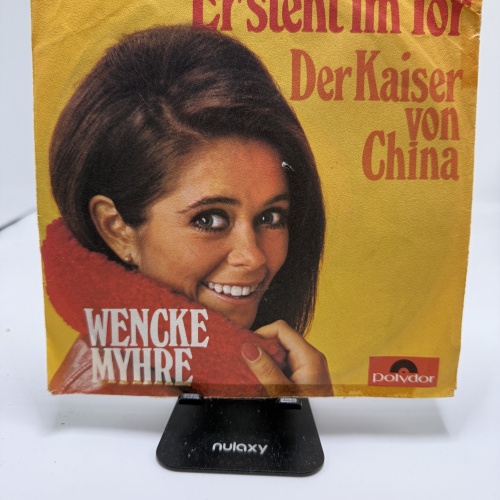 Er steht im Tor
Der Kaiser
von
China
WENCKE
MYHRE
Polydor
nulaxy